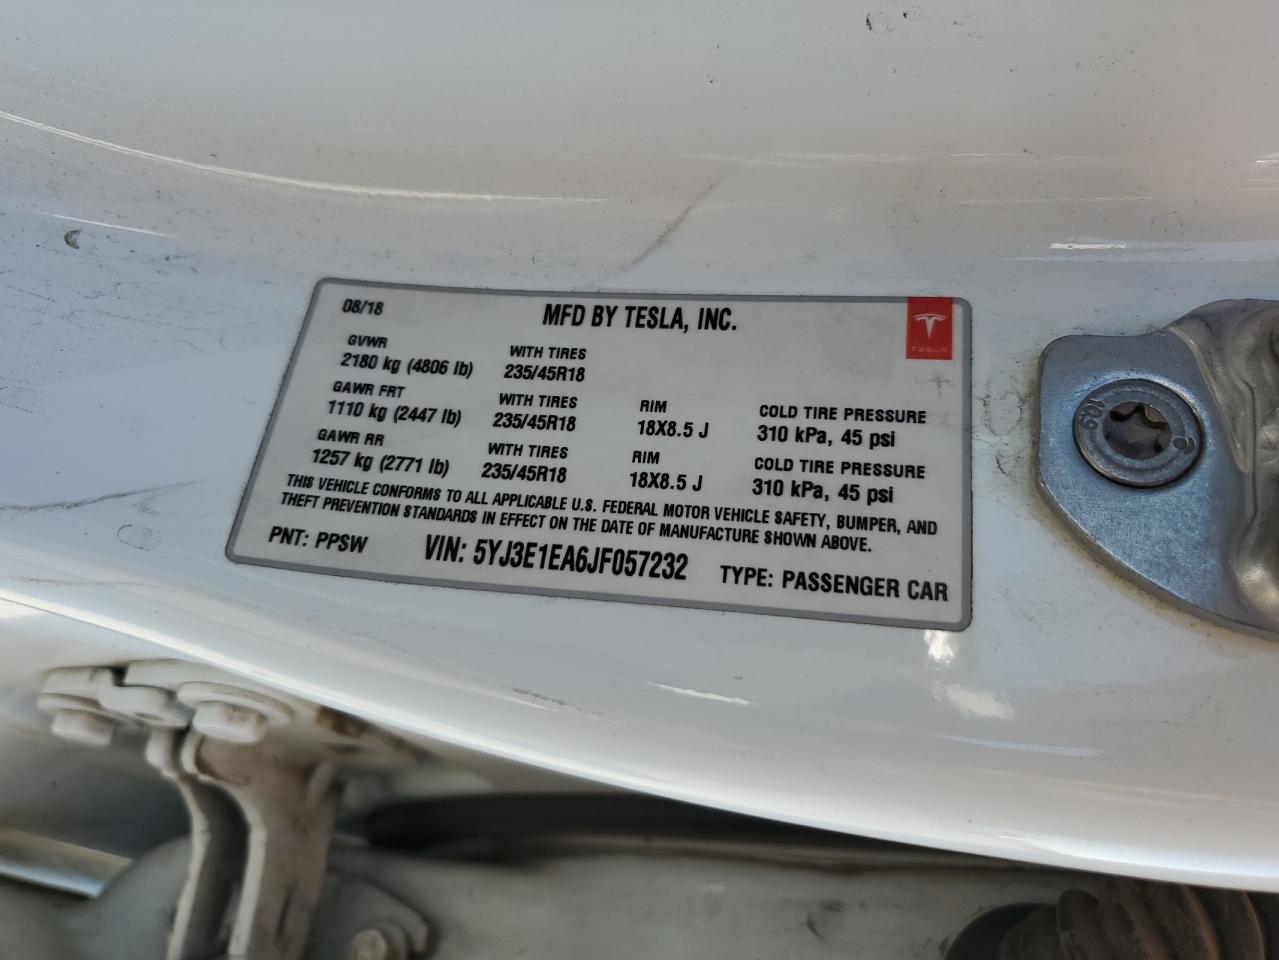 08/18
MFD BY TESLA, INC.
TESLA
GVWR
2180 kg (4806 lb)
WITH TIRES
235/45R18
GAWR FRT
1110 kg (2447 lb)
WITH TIRES
235/45R18
RIM
18X8.5 J
COLD TIRE PRESSURE
310 kPa, 45 psi
GAWR RR
1257 kg (2771 lb)
WITH TIRES
235/45R18
RIM
18X8.5 J
COLD TIRE PRESSURE
310 kPa, 45 psi
THIS VEHICLE CONFORMS TO ALL APPLICABLE U.S. FEDERAL MOTOR VEHICLE SAFETY, BUMPER, AND
THEFT PREVENTION STANDARDS IN EFFECT ON THE DATE OF MANUFACTURE SHOWN ABOVE.
PNT: PPSW
VIN: 5YJ3E1EA6JF057232
TYPE: PASSENGER CAR
10.9